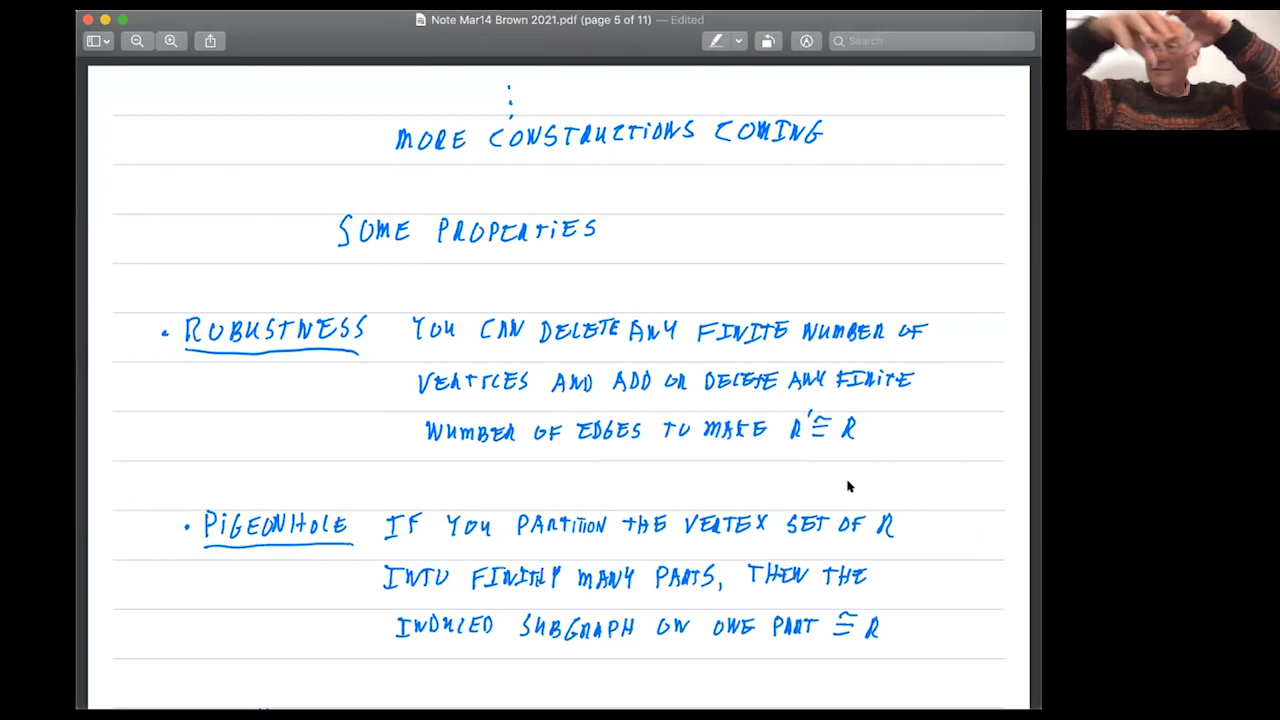 Note Mar14 Brown 2021.pdf (page 5 of 11) — Edited
Search
⋮
MORE CONSTRUCTIONS COMING
SOME PROPERTIES
• ROBUSTNESS YOU CAN DELETE ANY FINITE NUMBER OF
VERTICES AND ADD OR DELETE ANY FINITE
NUMBER OF EDGES TO MAKE R' ≅ R
• PIGEONHOLE IF YOU PARTITION THE VERTEX SET OF R
INTO FINITLY MANY PARTS, THEN THE
INDUCED SUBGRAPH ON ONE PART ≅ R